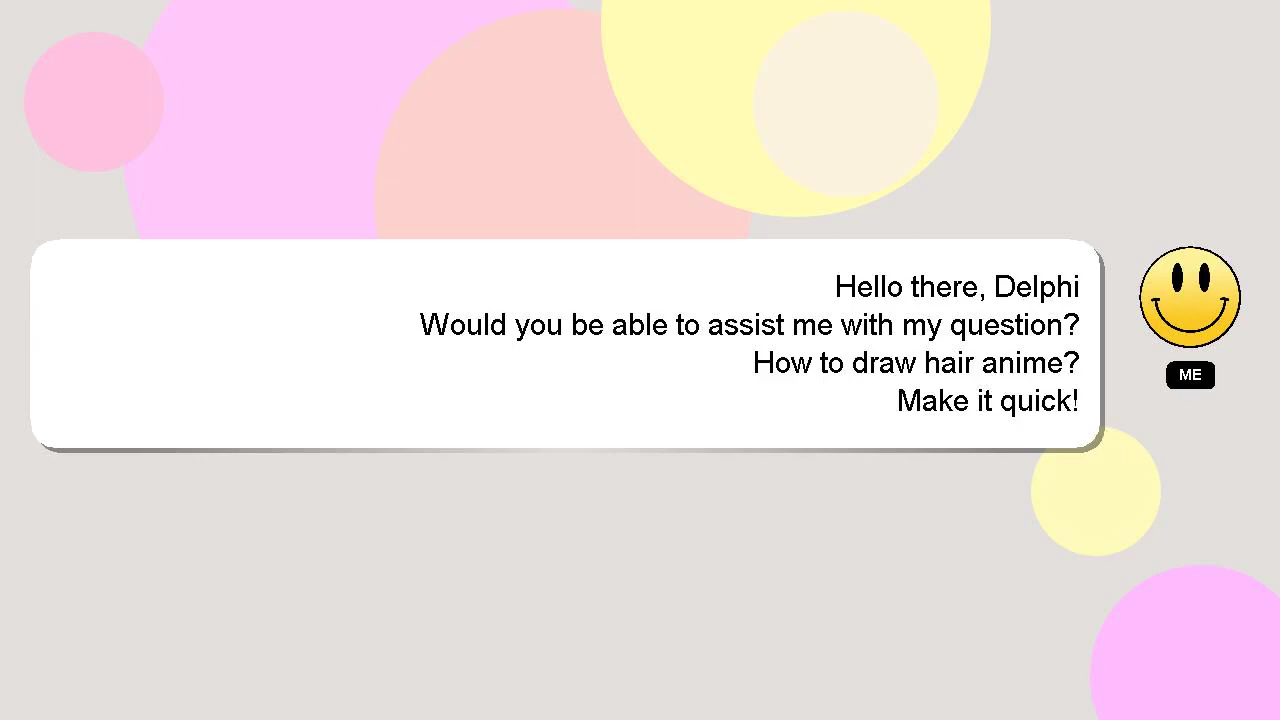 Hello there, Delphi
Would you be able to assist me with my question?
How to draw hair anime?
Make it quick!
ME